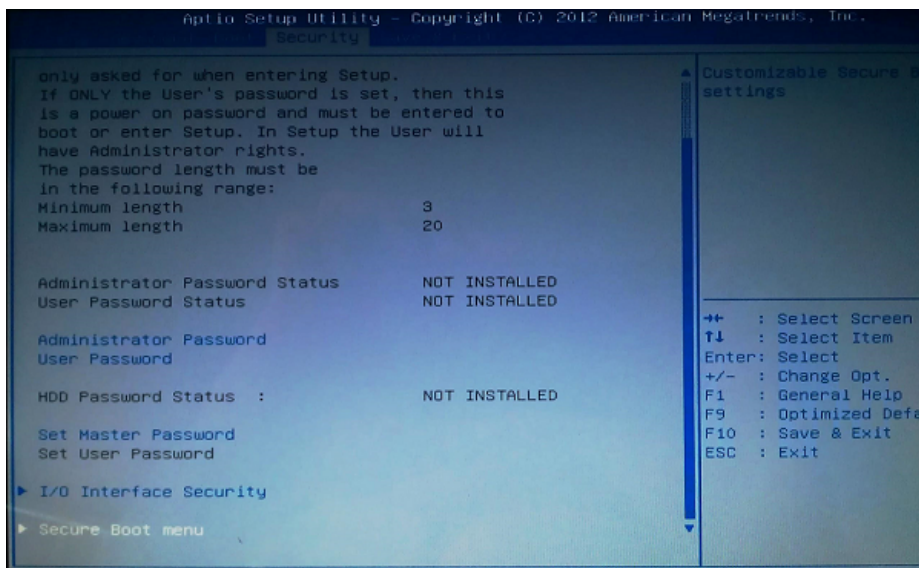 Aptio Setup Utility - Copyright (C) 2012 American Megatrends, Inc.
Security
only asked for when entering Setup.
If ONLY the User's password is set, then this
is a power on password and must be entered to
boot or enter Setup. In Setup the User will
have Administrator rights.
The password length must be
in the following range:
Minimum length 3
Maximum length 20
Administrator Password Status NOT INSTALLED
User Password Status NOT INSTALLED
Administrator Password
User Password
HDD Password Status : NOT INSTALLED
Set Master Password
Set User Password
I/O Interface Security
Secure Boot menu
Customizable Secure
settings
→← : Select Screen
↑↓ : Select Item
Enter: Select
+/- : Change Opt.
F1 : General Help
F9 : Optimized Defa
F10 : Save & Exit
ESC : Exit